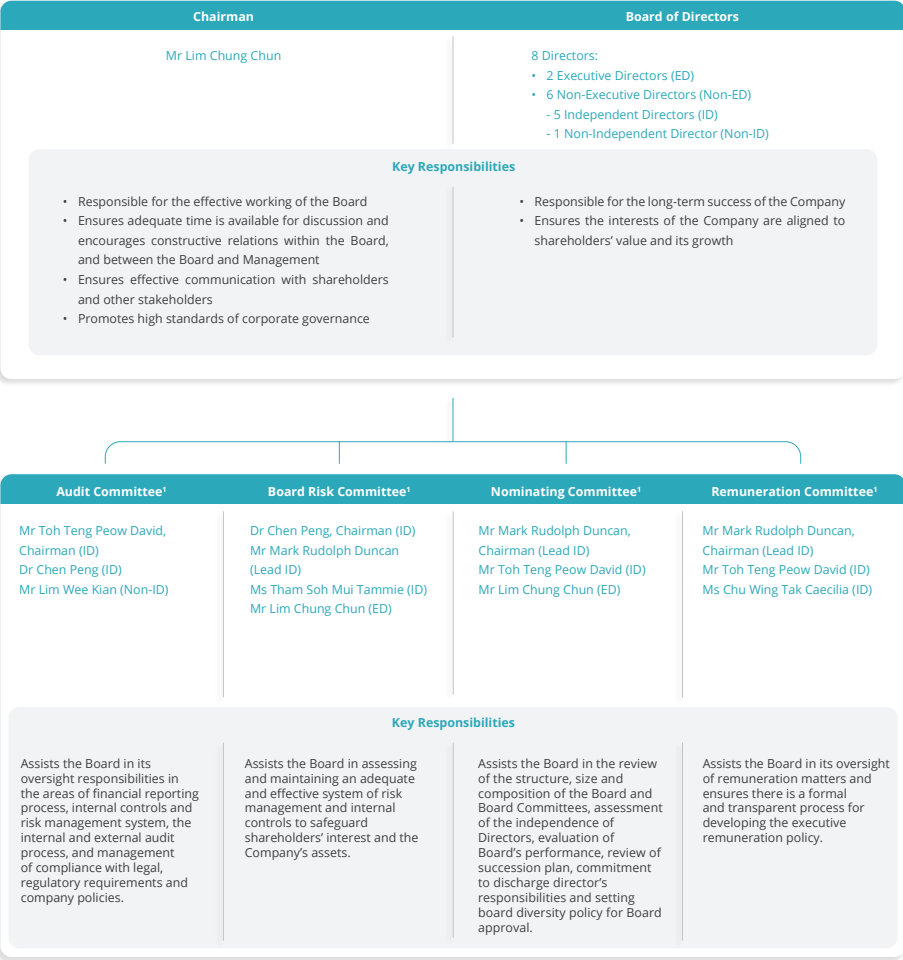 Chairman
Board of Directors
Mr Lim Chung Chun
8 Directors:
• 2 Executive Directors (ED)
• 6 Non-Executive Directors (Non-ED)
- 5 Independent Directors (ID)
- 1 Non-Independent Director (Non-ID)
Key Responsibilities
• Responsible for the effective working of the Board
• Ensures adequate time is available for discussion and
encourages constructive relations within the Board,
and between the Board and Management
• Ensures effective communication with shareholders
and other stakeholders
• Promotes high standards of corporate governance
• Responsible for the long-term success of the Company
• Ensures the interests of the Company are aligned to
shareholders’ value and its growth
Audit Committee¹
Board Risk Committee¹
Nominating Committee¹
Remuneration Committee¹
Mr Toh Teng Peow David,
Chairman (ID)
Dr Chen Peng (ID)
Mr Lim Wee Kian (Non-ID)
Dr Chen Peng, Chairman (ID)
Mr Mark Rudolph Duncan
(Lead ID)
Ms Tham Soh Mui Tammie (ID)
Mr Lim Chung Chun (ED)
Mr Mark Rudolph Duncan,
Chairman (Lead ID)
Mr Toh Teng Peow David (ID)
Mr Lim Chung Chun (ED)
Mr Mark Rudolph Duncan,
Chairman (Lead ID)
Mr Toh Teng Peow David (ID)
Ms Chu Wing Tak Caecilia (ID)
Key Responsibilities
Assists the Board in its
oversight responsibilities in
the areas of financial reporting
process, internal controls and
risk management system, the
internal and external audit
process, and management
of compliance with legal,
regulatory requirements and
company policies.
Assists the Board in assessing
and maintaining an adequate
and effective system of risk
management and internal
controls to safeguard
shareholders’ interest and the
Company’s assets.
Assists the Board in the review
of the structure, size and
composition of the Board and
Board Committees, assessment
of the independence of
Directors, evaluation of
Board’s performance, review of
succession plan, commitment
to discharge director’s
responsibilities and setting
board diversity policy for Board
approval.
Assists the Board in its oversight
of remuneration matters and
ensures there is a formal
and transparent process for
developing the executive
remuneration policy.